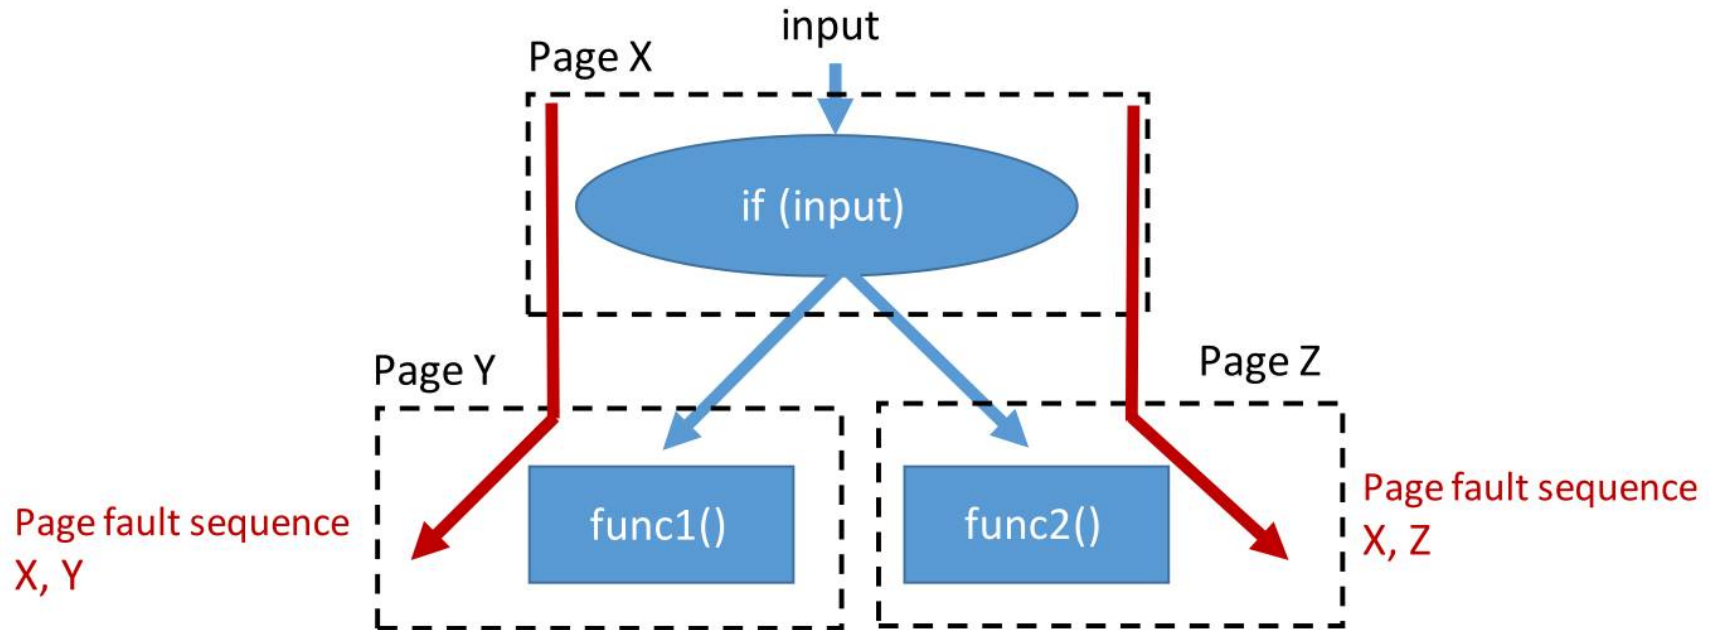 input
Page X
if (input)
Page Y
Page Z
func1()
func2()
Page fault sequence
X, Y
Page fault sequence
X, Z